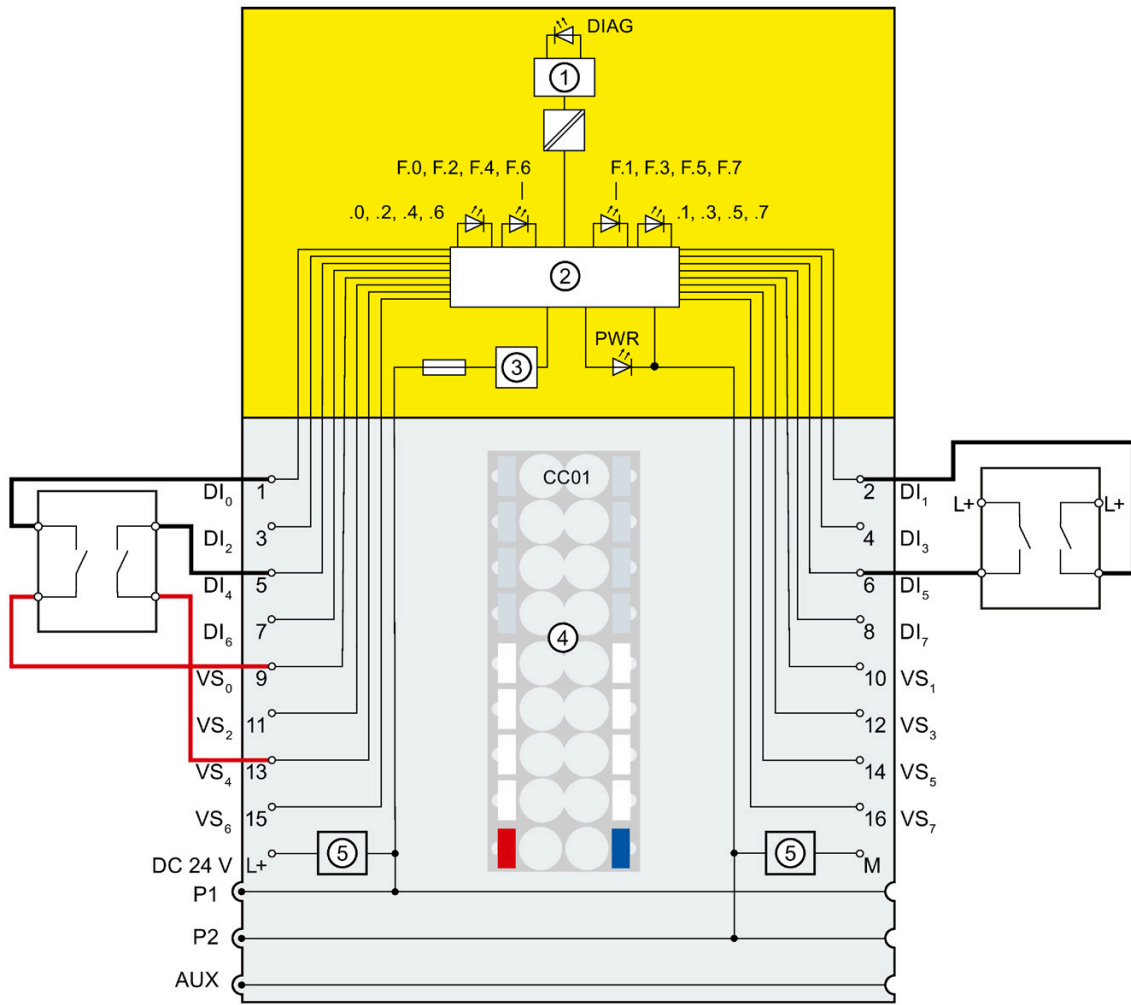 DIAG
①
F.0, F.2, F.4, F.6 F.1, F.3, F.5, F.7
.0, .2, .4, .6 .1, .3, .5, .7
②
PWR
③
CC01
DI₀ 1 2 DI₁
L+ L+
DI₂ 3 4 DI₃
DI₄ 5 6 DI₅
DI₆ 7 8 DI₇
④
VS₀ 9 10 VS₁
VS₂ 11 12 VS₃
VS₄ 13 14 VS₅
VS₆ 15 16 VS₇
DC 24 V L+ ⑤ ⑤ M
P1
P2
AUX